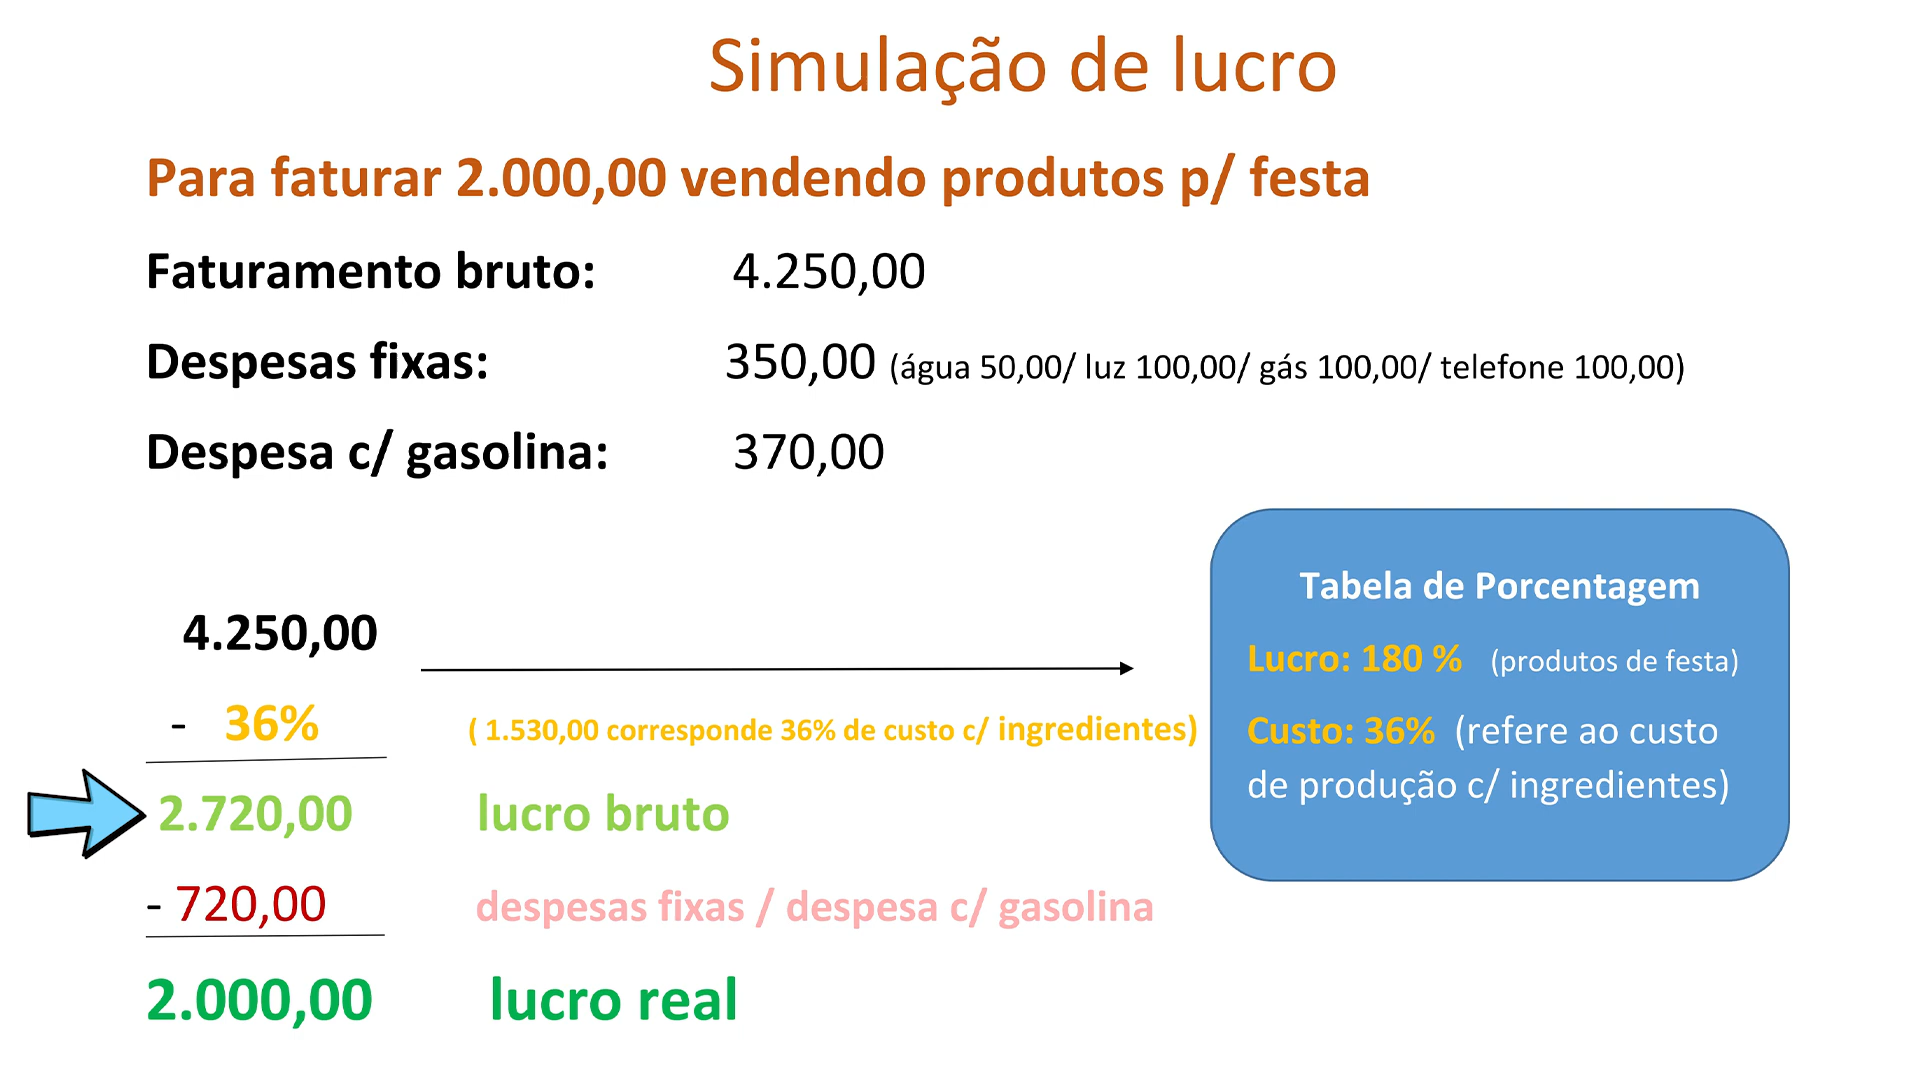 Simulação de lucro
Para faturar 2.000,00 vendendo produtos p/ festa
Faturamento bruto: 4.250,00
Despesas fixas: 350,00 (água 50,00/ luz 100,00/ gás 100,00/ telefone 100,00)
Despesa c/ gasolina: 370,00
4.250,00
- 36% ( 1.530,00 corresponde 36% de custo c/ ingredientes)
2.720,00 lucro bruto
- 720,00 despesas fixas / despesa c/ gasolina
2.000,00 lucro real
Tabela de Porcentagem
Lucro: 180 % (produtos de festa)
Custo: 36% (refere ao custo
de produção c/ ingredientes)